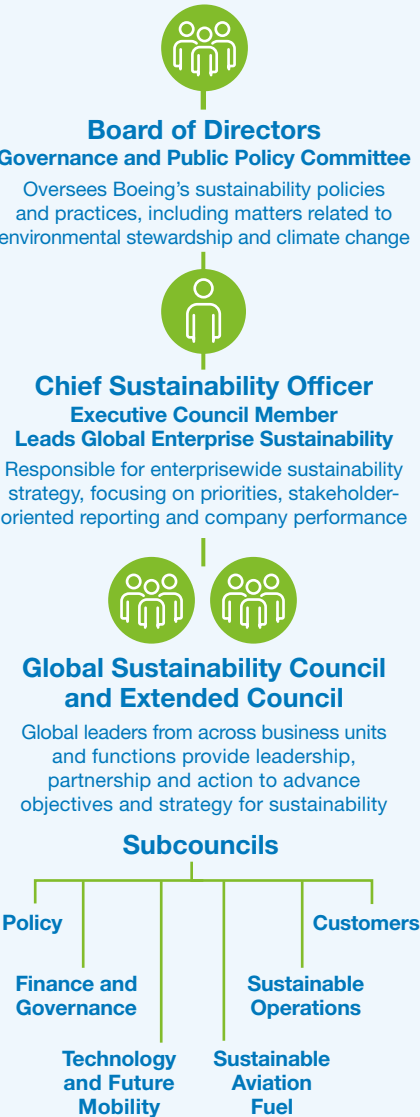 Board of Directors
Governance and Public Policy Committee
Oversees Boeing’s sustainability policies
and practices, including matters related to
environmental stewardship and climate change
Chief Sustainability Officer
Executive Council Member
Leads Global Enterprise Sustainability
Responsible for enterprisewide sustainability
strategy, focusing on priorities, stakeholder-
oriented reporting and company performance
Global Sustainability Council
and Extended Council
Global leaders from across business units
and functions provide leadership,
partnership and action to advance
objectives and strategy for sustainability
Subcouncils
Policy
Customers
Finance and
Governance
Sustainable
Operations
Technology
and Future
Mobility
Sustainable
Aviation
Fuel